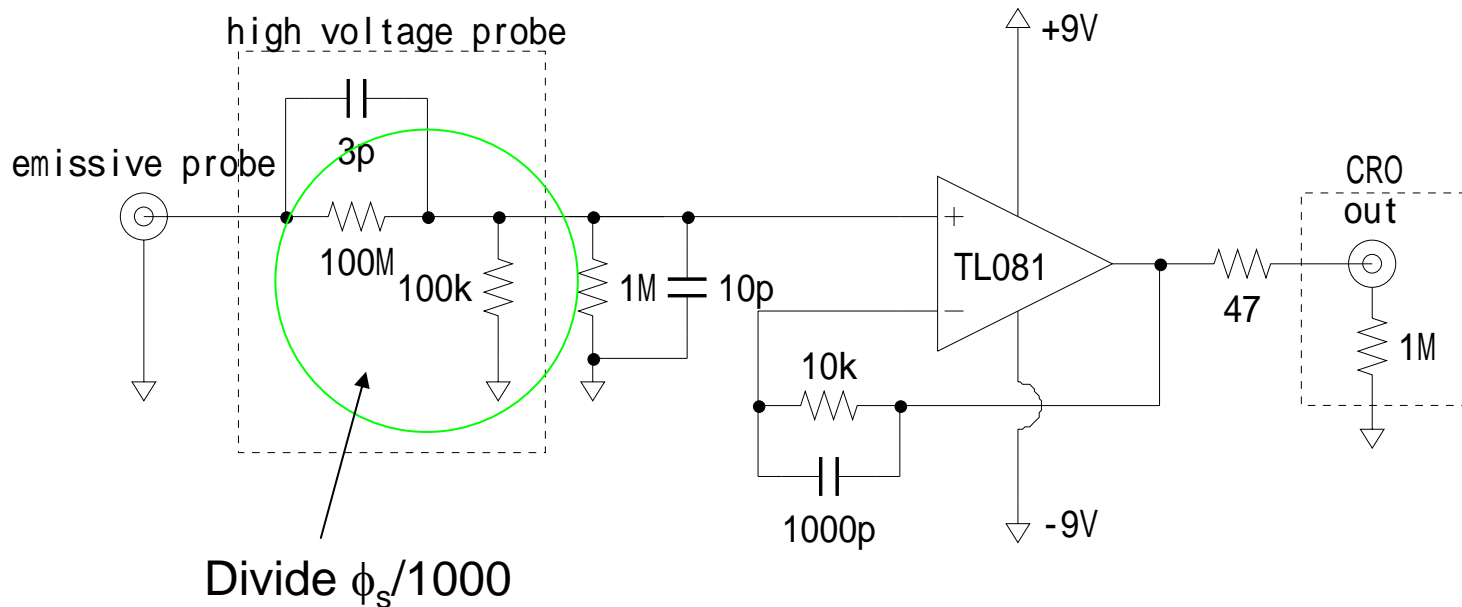 high voltage probe
+9V
3p
emissive probe
CRO
out
100M
100k
1M
10p
+
TL081
−
47
1M
10k
1000p
-9V
Divide ϕs/1000